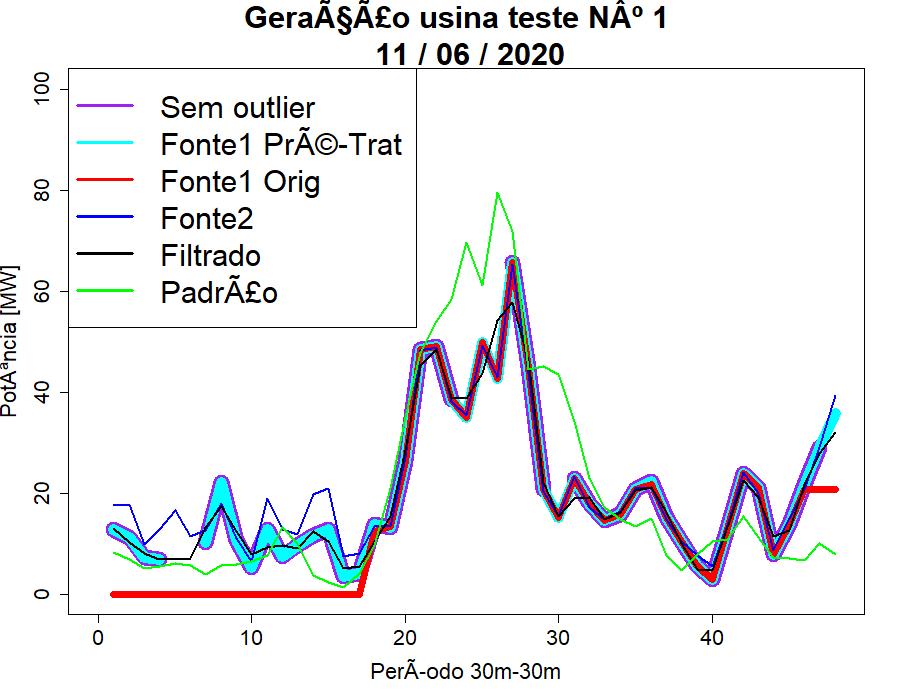 GeraÃ§Ã£o usina teste NÂº 1
11 / 06 / 2020
PotÃªncia [MW]
100
80
60
40
20
0
Sem outlier
Fonte1 PrÃ©-Trat
Fonte1 Orig
Fonte2
Filtrado
PadrÃ£o
0 10 20 30 40
PerÃ-odo 30m-30m